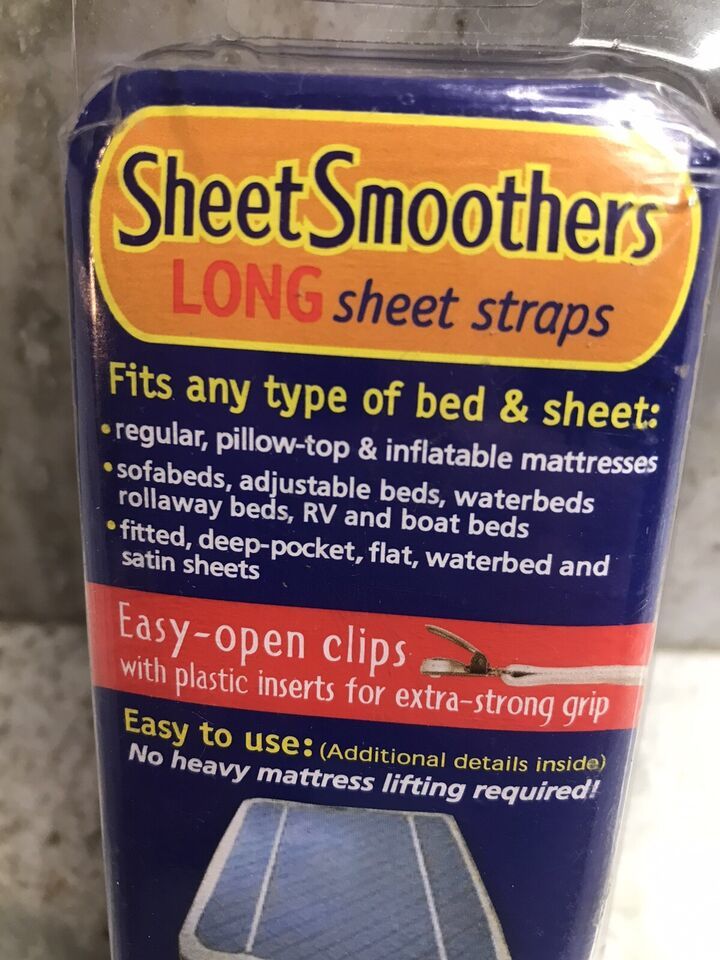 SheetSmoothers
LONG sheet straps
Fits any type of bed & sheet:
• regular, pillow-top & inflatable mattresses
• sofabeds, adjustable beds, waterbeds
rollaway beds, RV and boat beds
• fitted, deep-pocket, flat, waterbed and
satin sheets
Easy-open clips
with plastic inserts for extra-strong grip
Easy to use: (Additional details inside)
No heavy mattress lifting required!